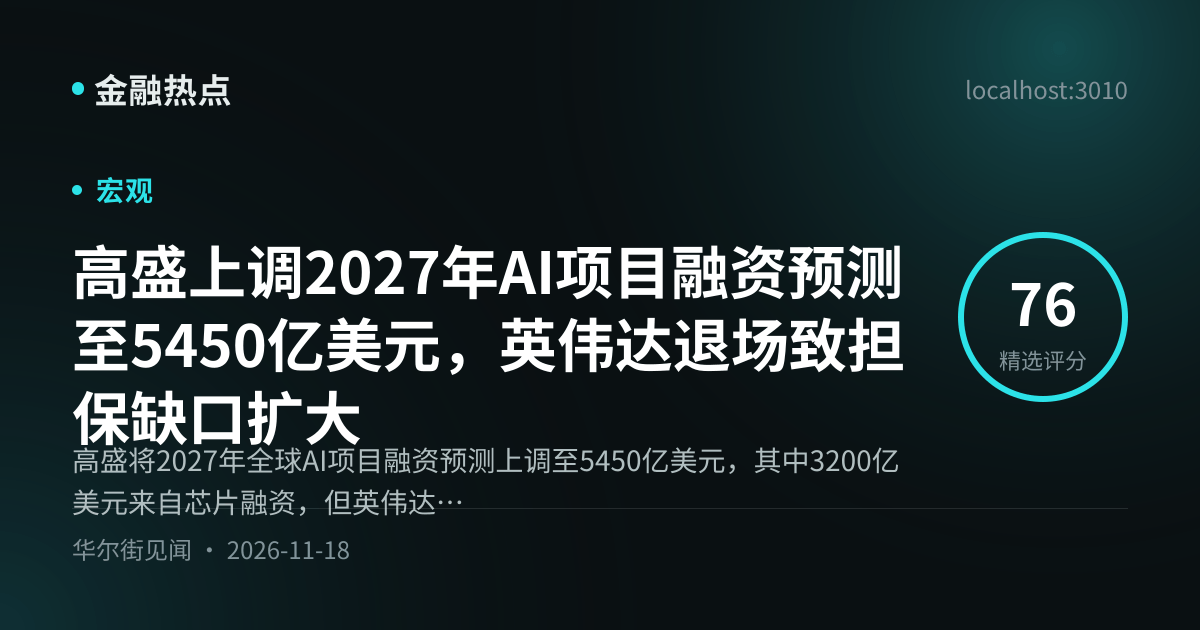 金融热点
localhost:3010
宏观
高盛上调2027年AI项目融资预测
至5450亿美元，英伟达退场致担
保缺口扩大
76
精选评分
高盛将2027年全球AI项目融资预测上调至5450亿美元，其中3200亿
美元来自芯片融资，但英伟达…
华尔街见闻 • 2026-11-18